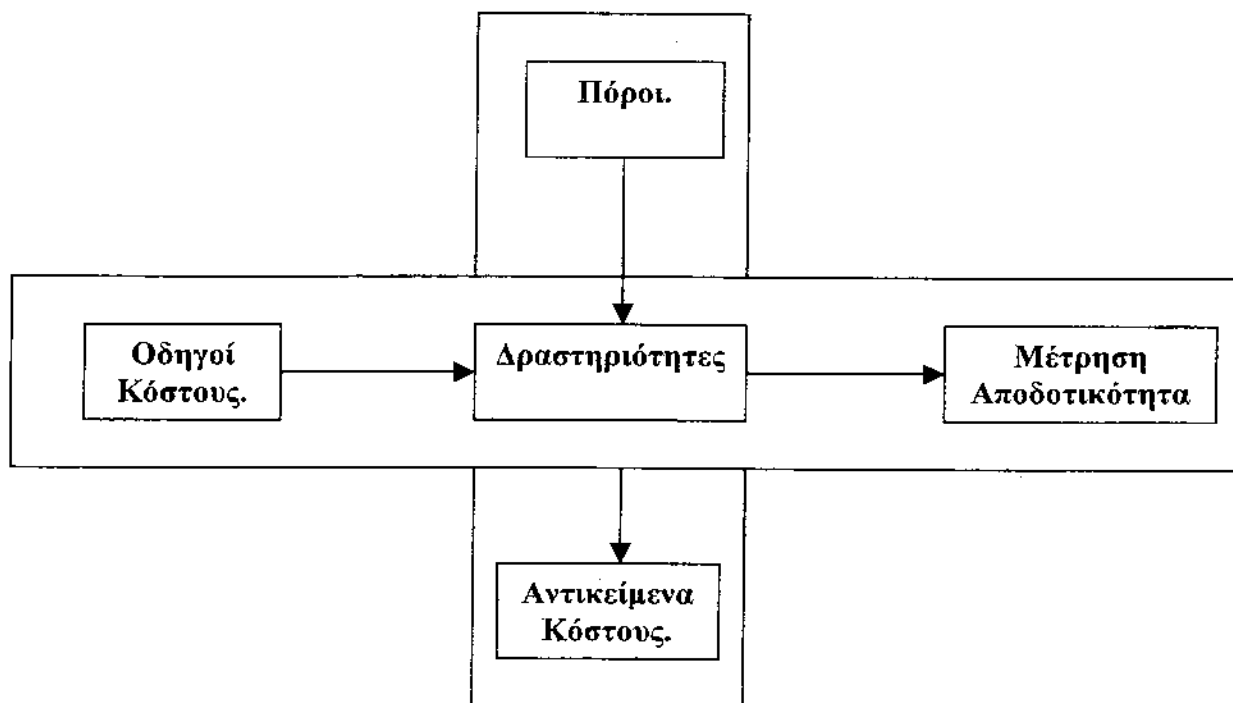 Πόροι.
Οδηγοί
Κόστους.
Δραστηριότητες
Μέτρηση
Αποδοτικότητα
Αντικείμενα
Κόστους.